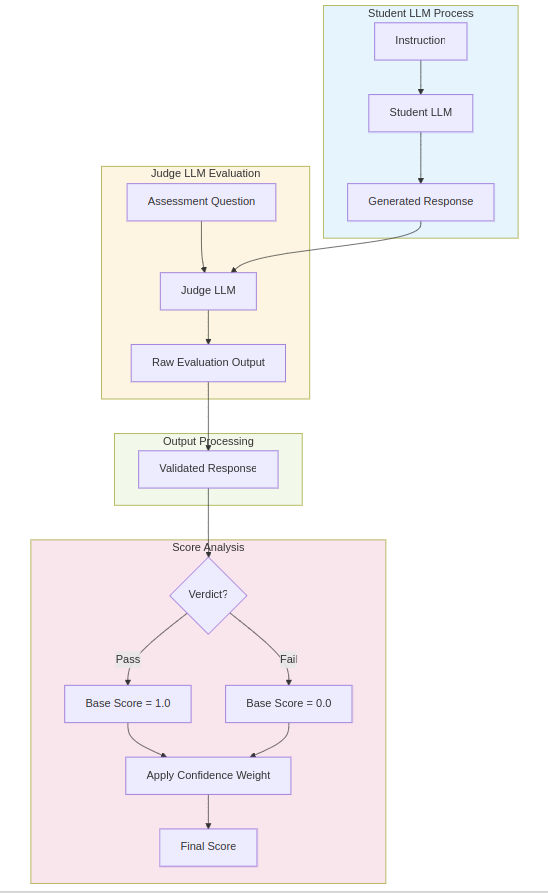 Student LLM Process
Instruction
Student LLM
Generated Response
Judge LLM Evaluation
Assessment Question
Judge LLM
Raw Evaluation Output
Output Processing
Validated Response
Score Analysis
Verdict?
Pass
Fail
Base Score = 1.0
Base Score = 0.0
Apply Confidence Weight
Final Score